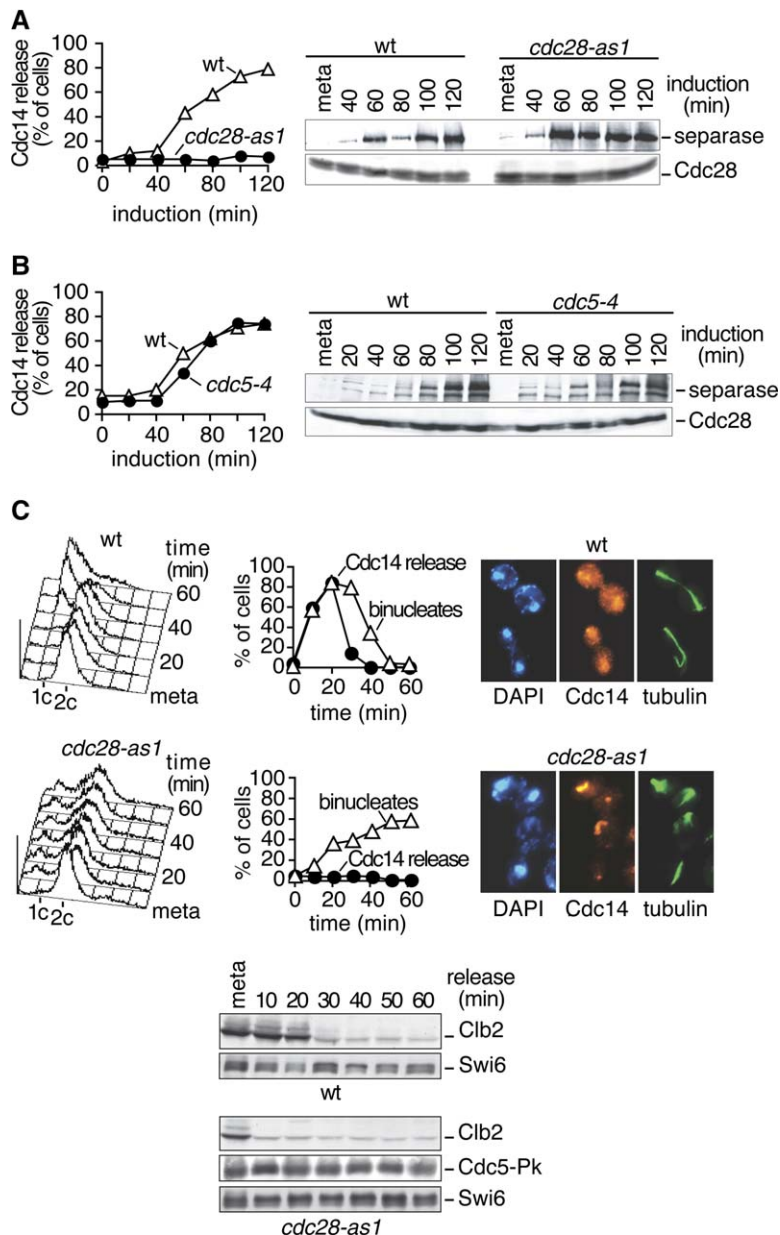 A
Cdc14 release
(% of cells)
100
80
60
40
20
0
wt
cdc28-as1
0 40 80 120
induction (min)
wt
cdc28-as1
meta 40 60 80 100 120
meta 40 60 80 100 120
induction
(min)
separase
Cdc28
B
Cdc14 release
(% of cells)
100
80
60
40
20
0
wt
cdc5-4
0 40 80 120
induction (min)
wt
cdc5-4
meta 20 40 60 80 100 120
meta 20 40 60 80 100 120
induction
(min)
separase
Cdc28
C
wt
time
(min)
60
40
20
meta
1c 2c
% of cells
100
80
60
40
20
0
Cdc14 release
binucleates
0 20 40 60
time (min)
wt
DAPI Cdc14 tubulin
cdc28-as1
time
(min)
60
40
20
meta
1c 2c
% of cells
100
80
60
40
20
0
binucleates
Cdc14 release
0 20 40 60
time (min)
cdc28-as1
DAPI Cdc14 tubulin
meta 10 20 30 40 50 60
release
(min)
Clb2
Swi6
wt
Clb2
Cdc5-Pk
Swi6
cdc28-as1